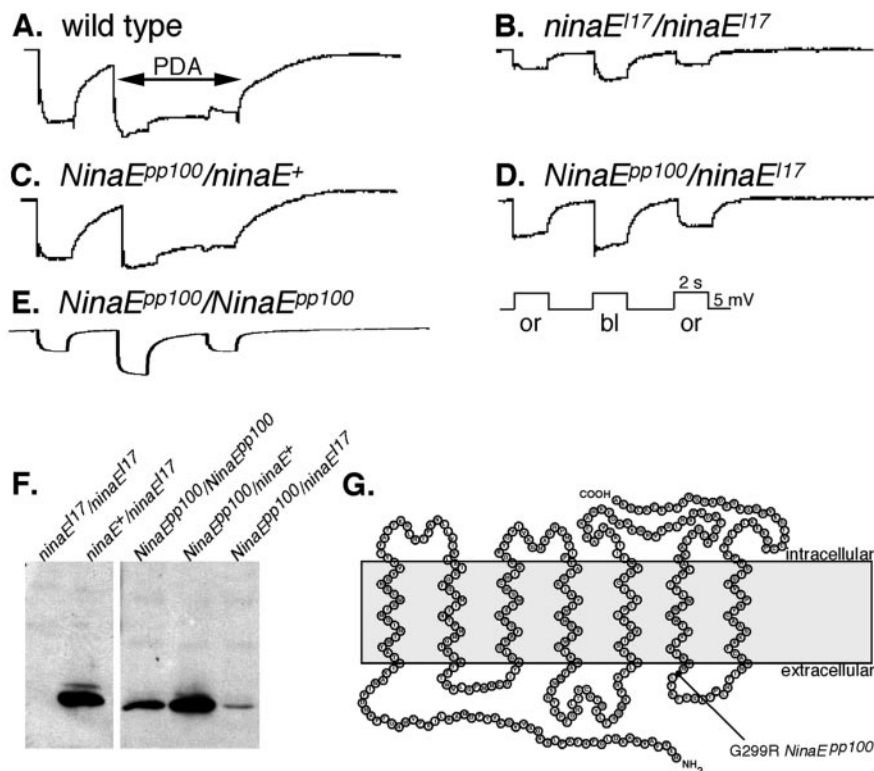 A. wild type
PDA
B. ninaE^I17/ninaE^I17
C. NinaE^pp100/ninaE^+
D. NinaE^pp100/ninaE^I17
E. NinaE^pp100/NinaE^pp100
2 s
5 mV
or bl or
F.
ninaE^I17/ninaE^I17
ninaE^+/ninaE^I17
NinaE^pp100/NinaE^pp100
NinaE^pp100/ninaE^+
NinaE^pp100/ninaE^I17
G.
COOH
intracellular
extracellular
G299R NinaE^pp100
NH2